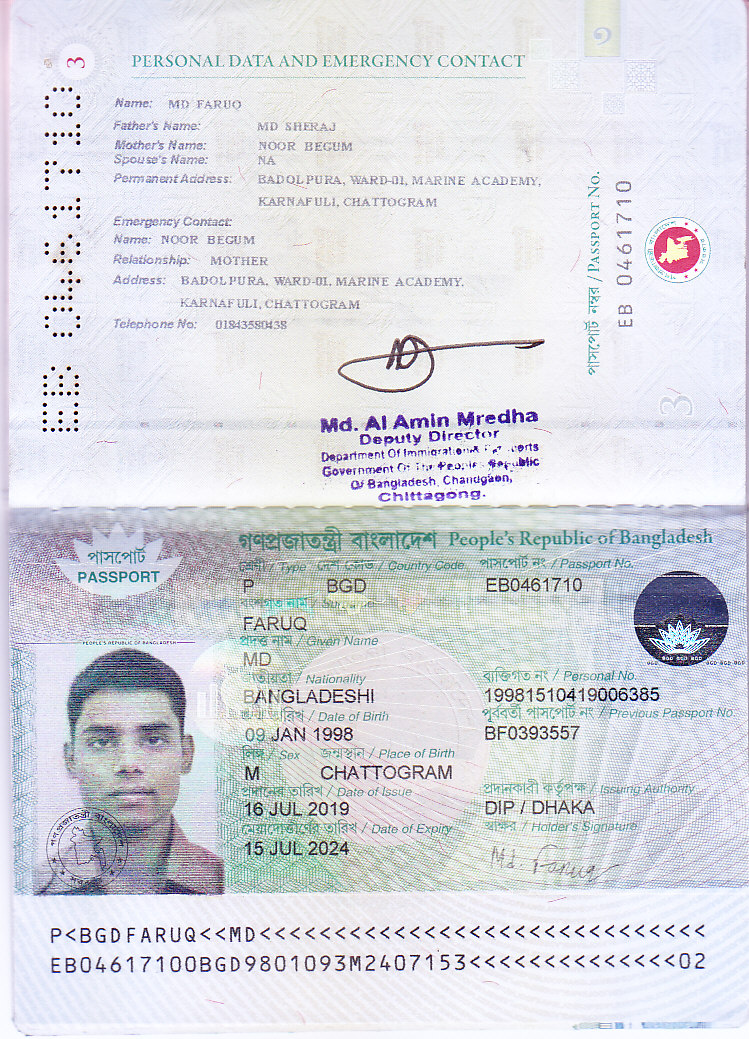 3
PERSONAL DATA AND EMERGENCY CONTACT
Name: MD FARUQ
Father's Name: MD SHERAJ
Mother's Name: NOOR BEGUM
Spouse's Name: NA
Permanent Address: BADOLPURA, WARD-01, MARINE ACADEMY,
KARNAFULI, CHATTOGRAM
Emergency Contact:
Name: NOOR BEGUM
Relationship: MOTHER
Address: BADOLPURA, WARD-01, MARINE ACADEMY,
KARNAFULI, CHATTOGRAM
Telephone No: 01843580438
EB 0461710
পাসপোর্ট নম্বর / PASSPORT No.
EB 0461710
3
Md. Al Amin Mredha
Deputy Director
Department Of Immigration &
Government Of The People's Republic
Of Bangladesh, Chandgaon,
Chittagong.
গণপ্রজাতন্ত্রী বাংলাদেশ People's Republic of Bangladesh
পাসপোর্ট
PASSPORT
শ্রেণী / Type দেশ কোড / Country Code পাসপোর্ট নং / Passport No.
P BGD EB0461710
বংশগত নাম / Surname
FARUQ
প্রদত্ত নাম / Given Name
MD
জাতীয়তা / Nationality ব্যক্তিগত নং / Personal No.
BANGLADESHI 19981510419006385
জন্ম তারিখ / Date of Birth পূর্ববর্তী পাসপোর্ট নং / Previous Passport No.
09 JAN 1998 BF0393557
লিঙ্গ / Sex জন্মস্থান / Place of Birth
M CHATTOGRAM
প্রদানের তারিখ / Date of Issue প্রদানকারী কর্তৃপক্ষ / Issuing Authority
16 JUL 2019 DIP / DHAKA
মেয়াদোত্তীর্ণের তারিখ / Date of Expiry স্বাক্ষর / Holder's Signature
15 JUL 2024 Md. Faruq
PEOPLE'S REPUBLIC OF BANGLADESH
BGD BGD BGD BGD
P<BGDFARUQ<<MD<<<<<<<<<<<<<<<<<<<<<<<<<<<<<<
EB04617100BGD9801093M2407153<<<<<<<<<<<<<<02